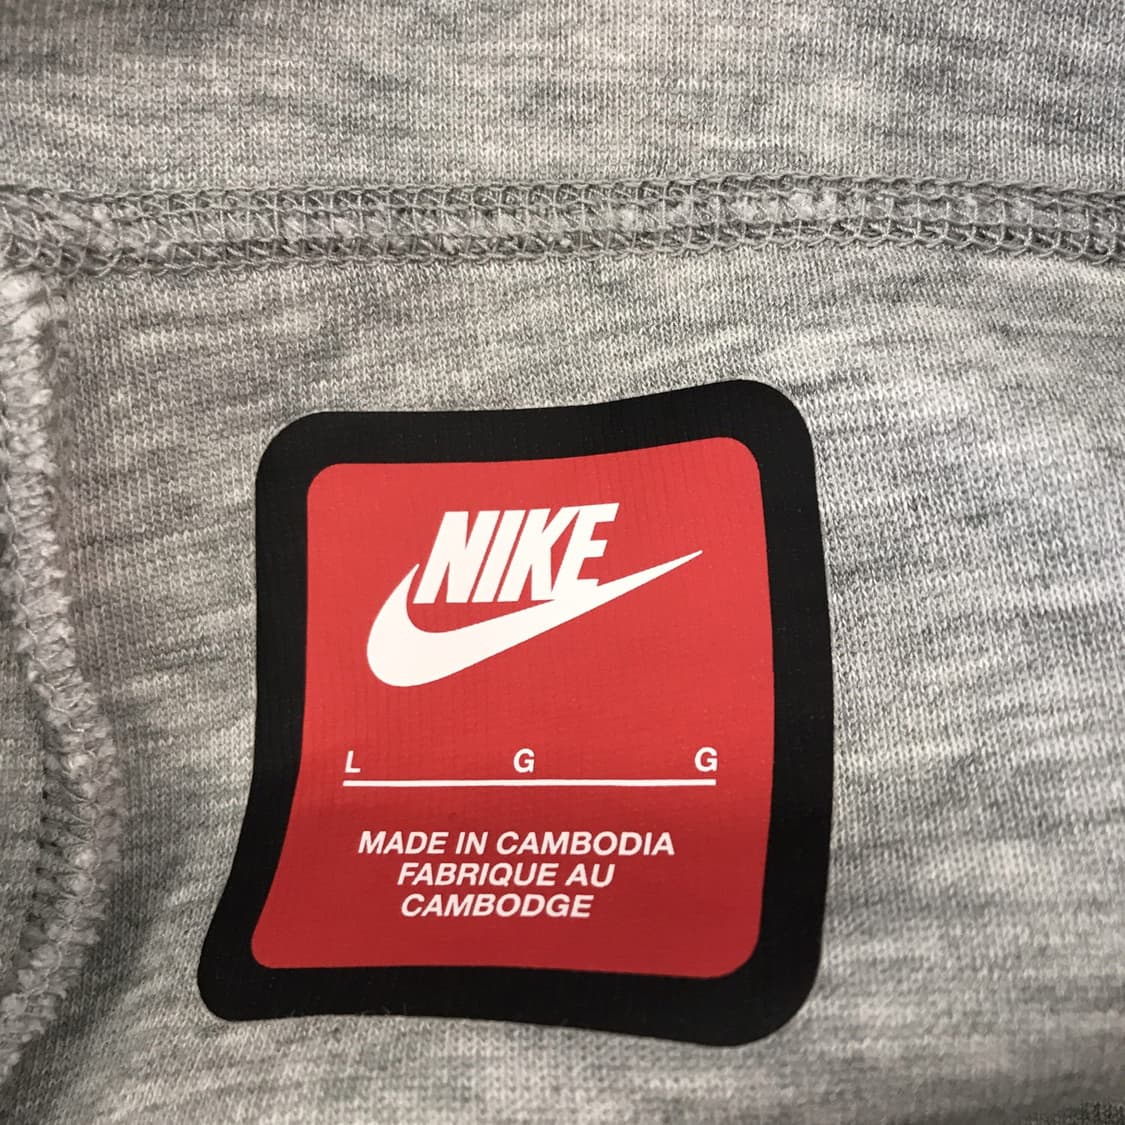 NIKE
L G G
MADE IN CAMBODIA
FABRIQUE AU
CAMBODGE